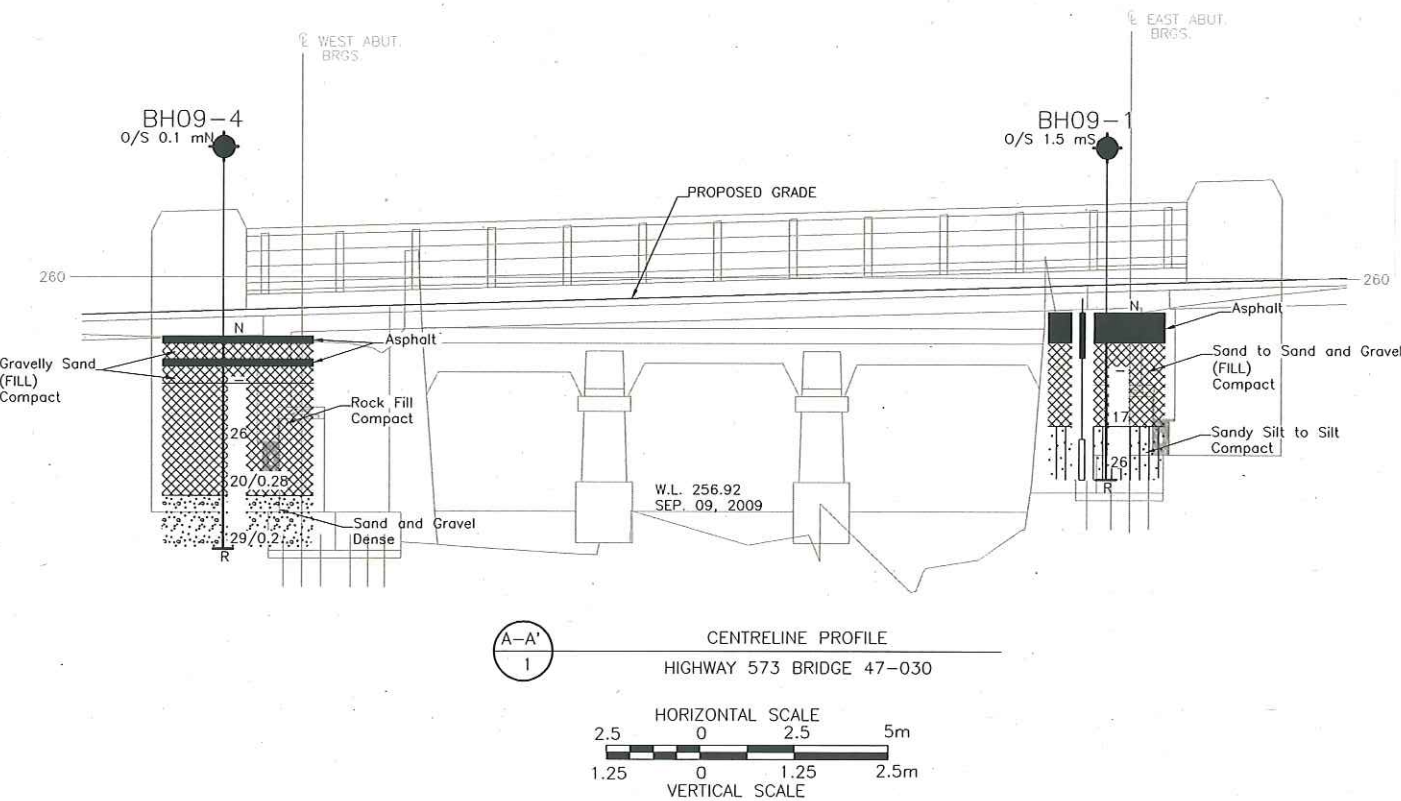 ℄ WEST ABUT.
BRGS.
℄ EAST ABUT.
BRGS.
BH09-4
O/S 0.1 mN
BH09-1
O/S 1.5 mS
PROPOSED GRADE
260
260
N
N
Asphalt
Asphalt
Gravelly Sand
(FILL)
Compact
Sand to Sand and Gravel
(FILL)
Compact
Rock Fill
Compact
17
26
Sandy Silt to Silt
Compact
26
20/0.28
R
W.L. 256.92
SEP. 09, 2009
Sand and Gravel
Dense
29/0.2
R
A-A'
1
CENTRELINE PROFILE
HIGHWAY 573 BRIDGE 47-030
HORIZONTAL SCALE
2.5 0 2.5 5m
1.25 0 1.25 2.5m
VERTICAL SCALE